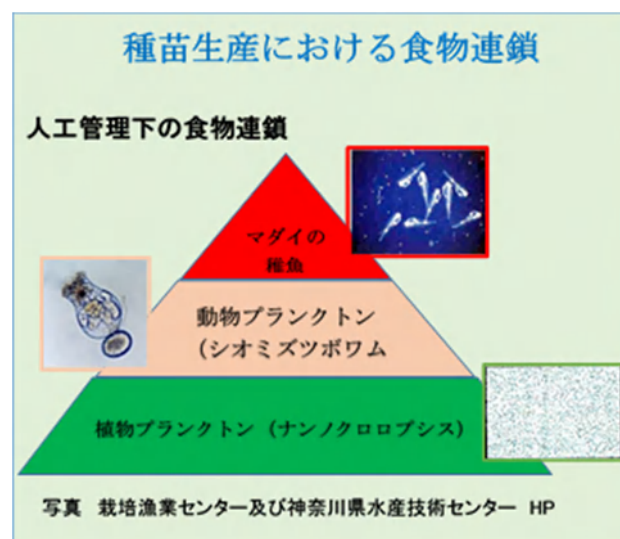 種苗生産における食物連鎖
人工管理下の食物連鎖
マダイの
稚魚
動物プランクトン
(シオミズツボワム
植物プランクトン（ナンノクロロプシス）
写真　栽培漁業センター及び神奈川県水産技術センター HP